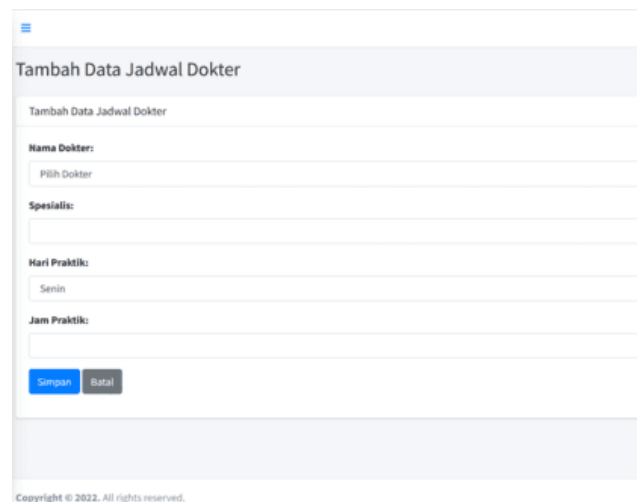 Tambah Data Jadwal Dokter
Tambah Data Jadwal Dokter
Nama Dokter:
Pilih Dokter
Spesialis:
Hari Praktik:
Senin
Jam Praktik:
Simpan Batal
Copyright © 2022. All rights reserved.